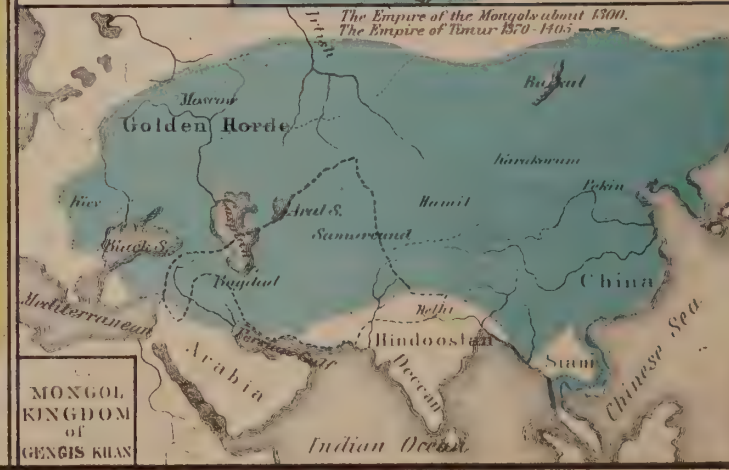 The Empire of the Mongols about 1300.
The Empire of Timur 1370-1405
Irtish
Baikal
Moscow
Golden Horde
Karakorum
Pekin
Kiev
Caspian
Aral S.
Hamil
Samarcand
Black S.
Bagdad
China
Mediterranean
Delhi
Persian Gulf
Hindoostan
Arabia
Deccan
Siam
Chinese Sea
MONGOL
KINGDOM
of
GENGIS KHAN
Indian Ocean